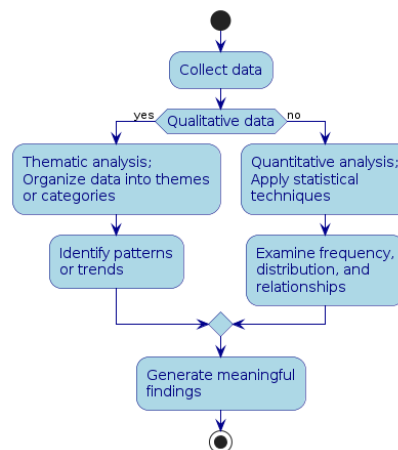 Collect data
yes
Qualitative data
no
Thematic analysis;
Organize data into themes
or categories
Quantitative analysis;
Apply statistical
techniques
Identify patterns
or trends
Examine frequency,
distribution, and
relationships
Generate meaningful
findings